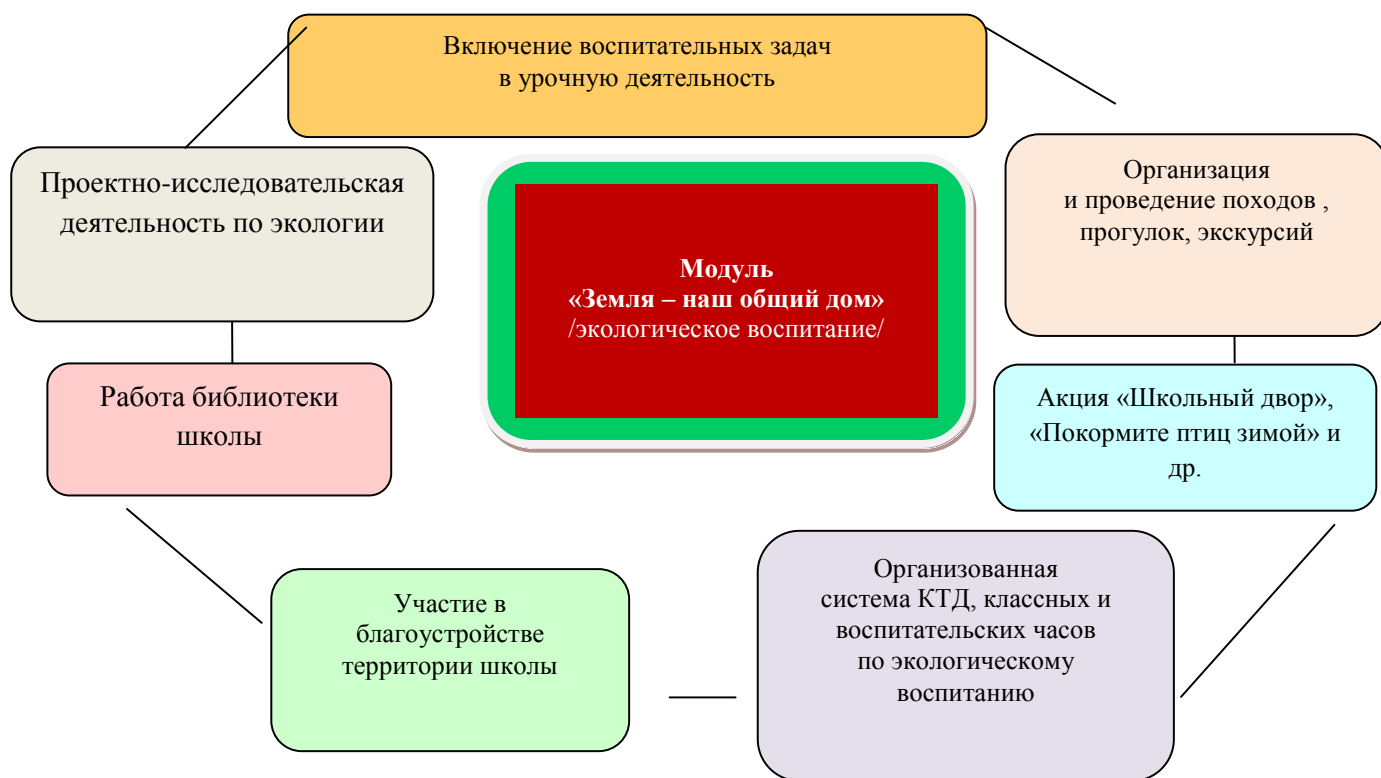 Включение воспитательных задач
в урочную деятельность
Проектно-исследовательская
деятельность по экологии
Организация
и проведение походов ,
прогулок, экскурсий
Модуль
«Земля – наш общий дом»
/экологическое воспитание/
Работа библиотеки
школы
Акция «Школьный двор»,
«Покормите птиц зимой» и
др.
Участие в
благоустройстве
территории школы
Организованная
система КТД, классных и
воспитательских часов
по экологическому
воспитанию